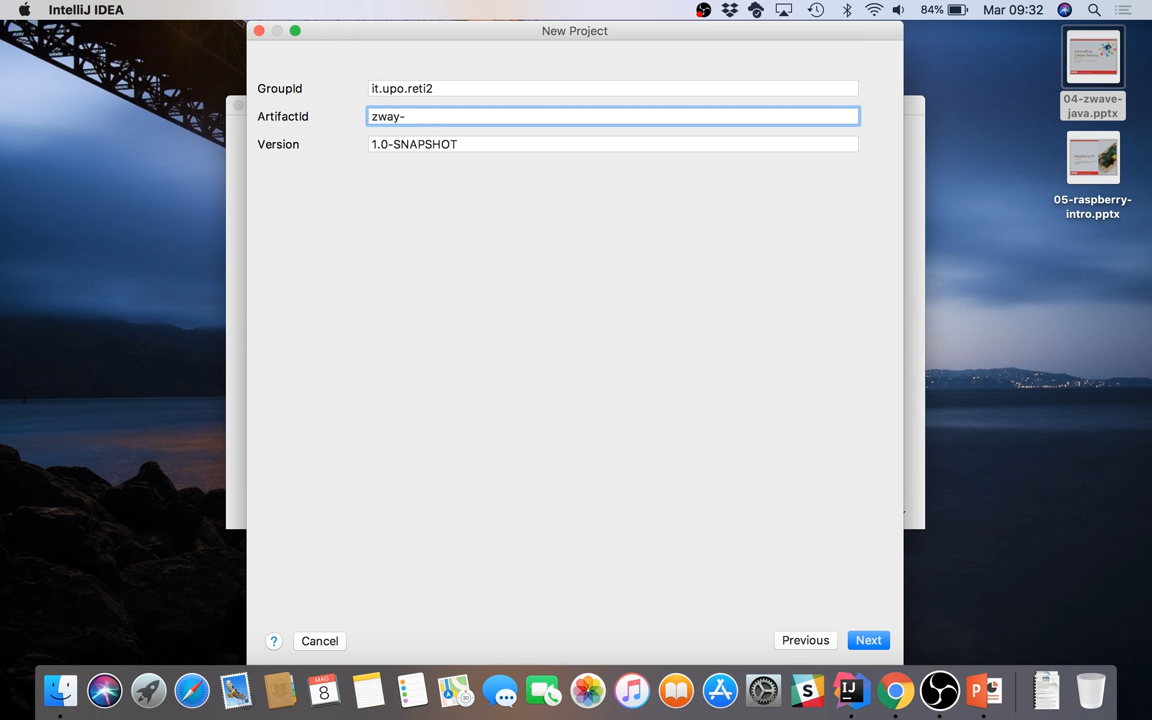 IntelliJ IDEA
84%
Mar 09:32
New Project
GroupId
it.upo.reti2
ArtifactId
zway-
Version
1.0-SNAPSHOT
04-zwave-
java.pptx
05-raspberry-
intro.pptx
?
Cancel
Previous
Next
MAG
8
IJ